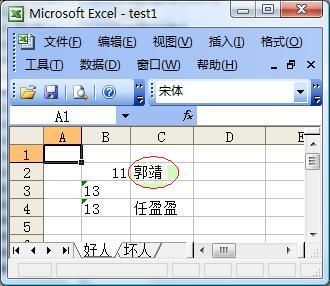 Microsoft Excel - test1
文件(F) 编辑(E) 视图(V) 插入(I) 格式(O)
工具(T) 数据(D) 窗口(W) 帮助(H)
宋体
A1 fx
A B C D E
1
2 11 郭靖
3 13
4 13 任盈盈
5
好人 坏人